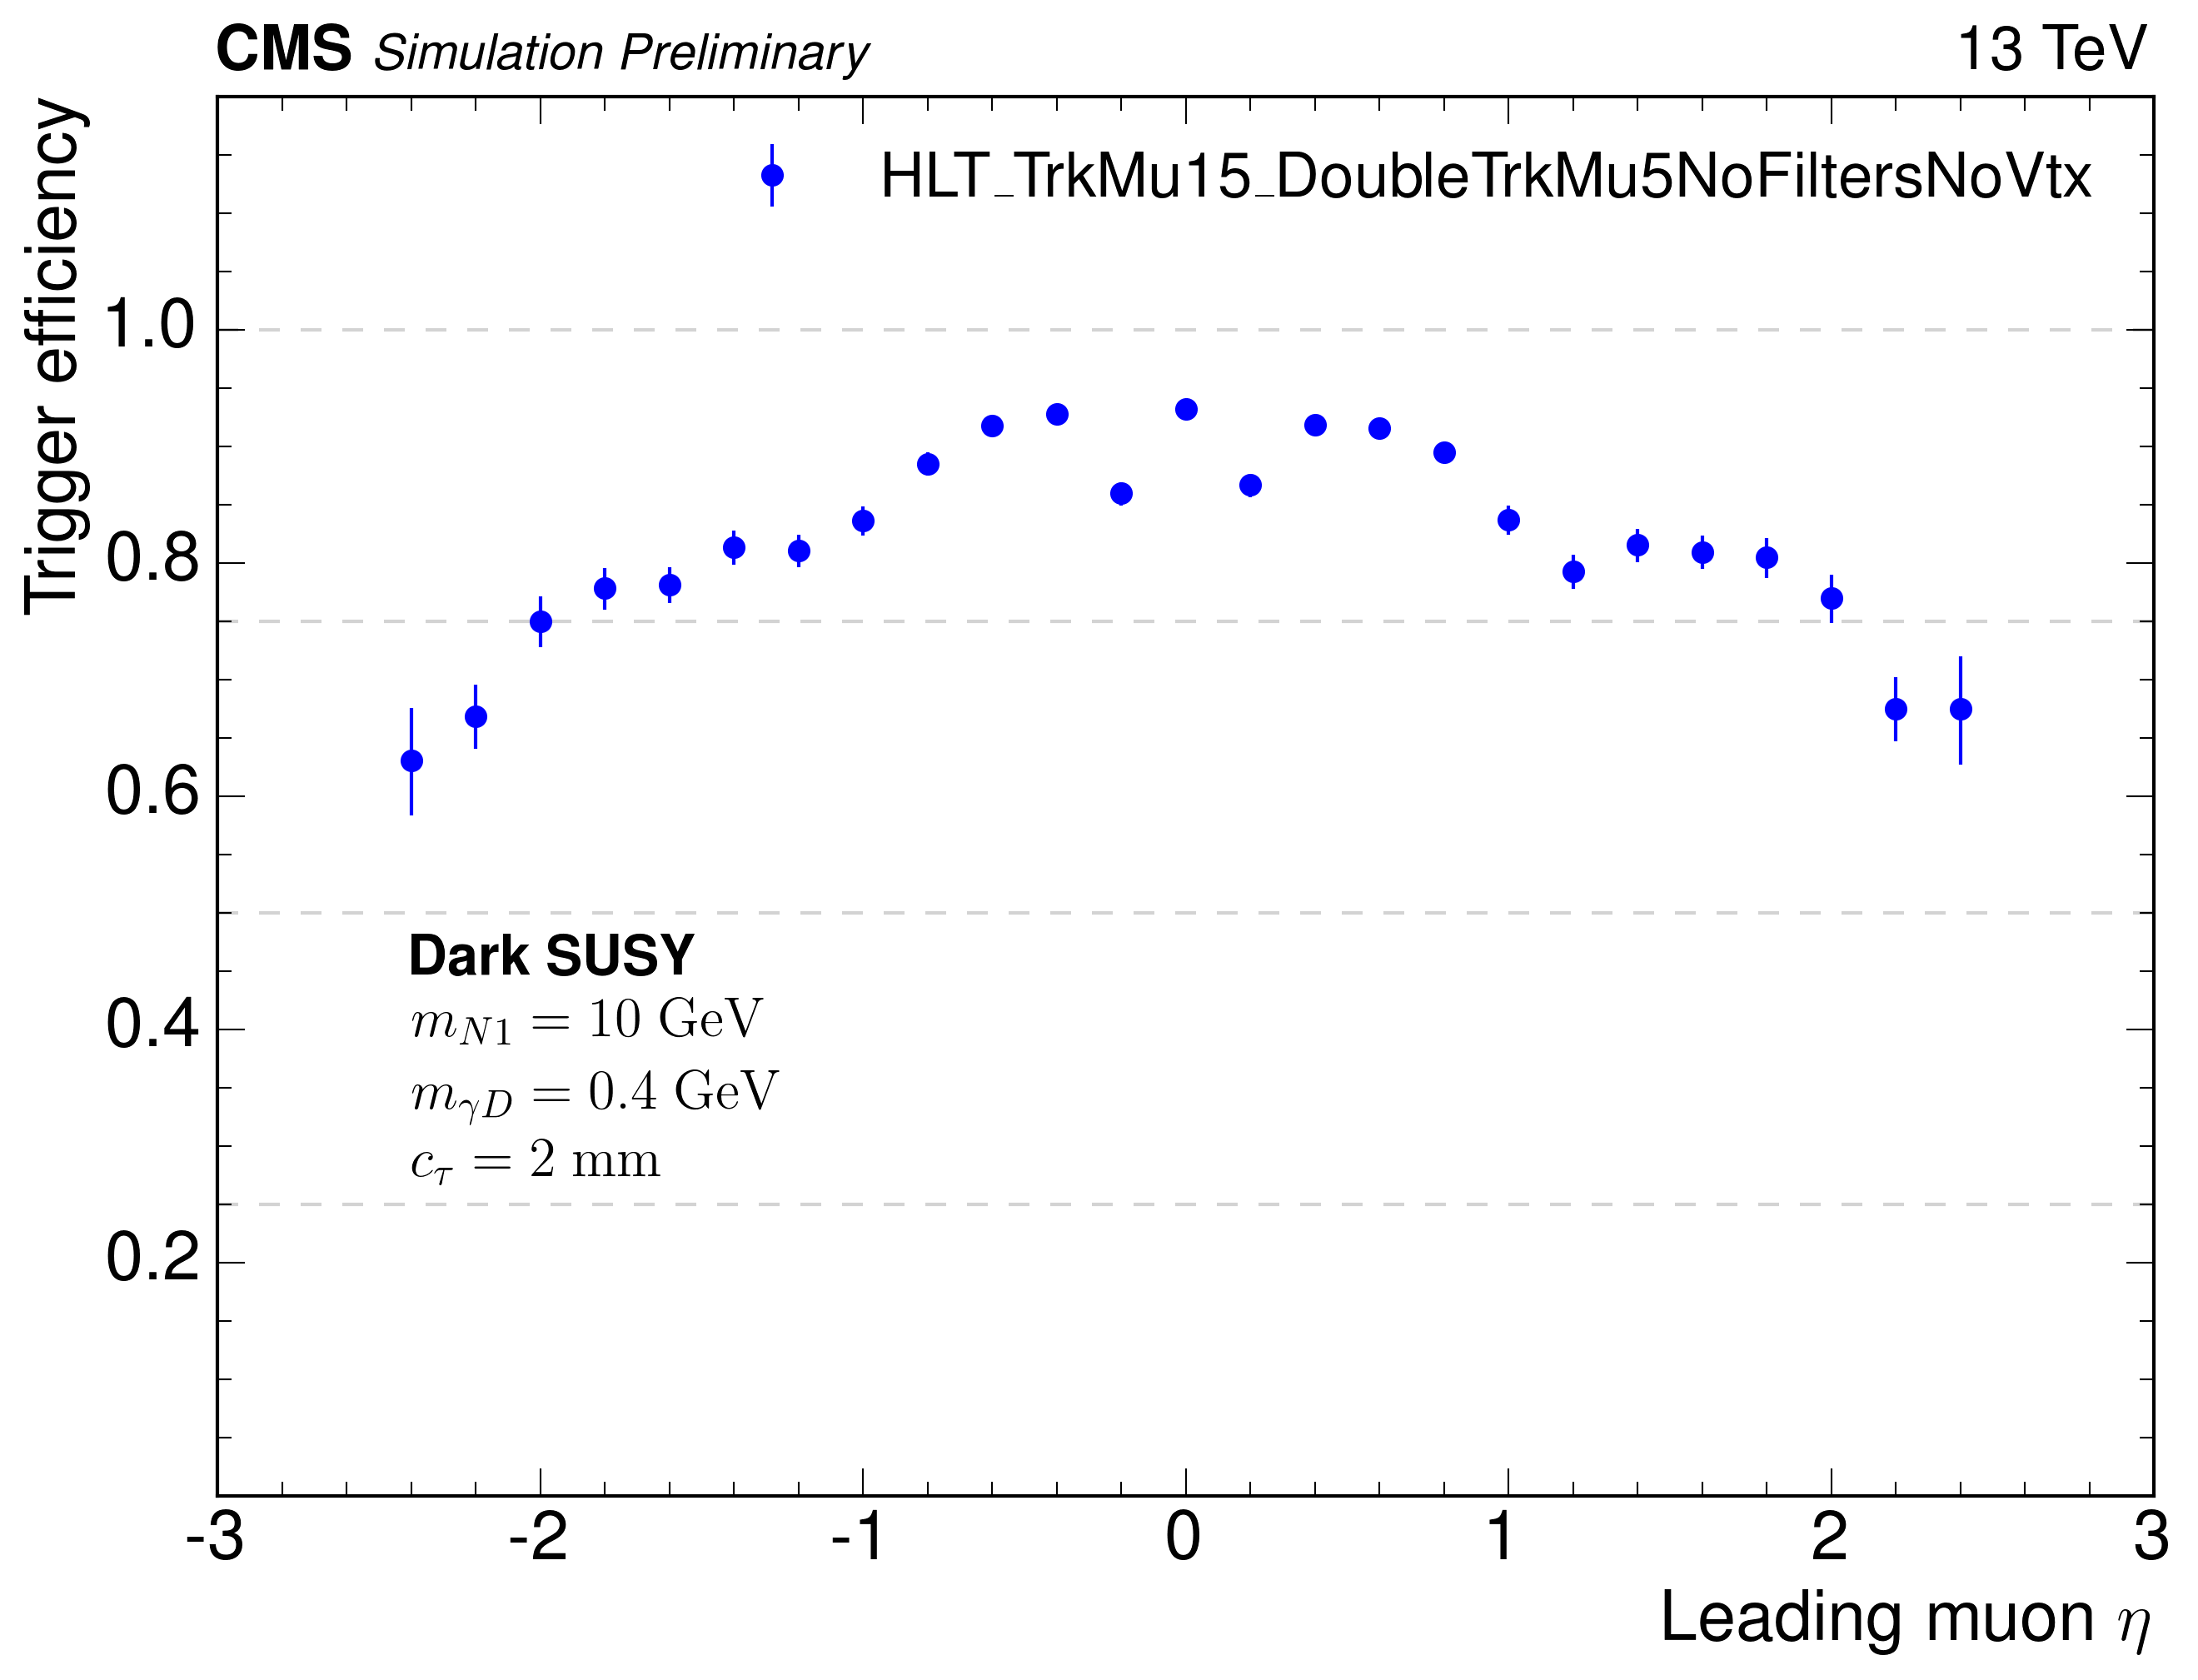 CMS Simulation Preliminary 13 TeV
Trigger efficiency
HLT_TrkMu15_DoubleTrkMu5NoFiltersNoVtx
1.0
0.8
0.6
0.4
0.2
Dark SUSY
m_{N1} = 10 GeV
m_{γD} = 0.4 GeV
c_τ = 2 mm
-3 -2 -1 0 1 2 3
Leading muon η